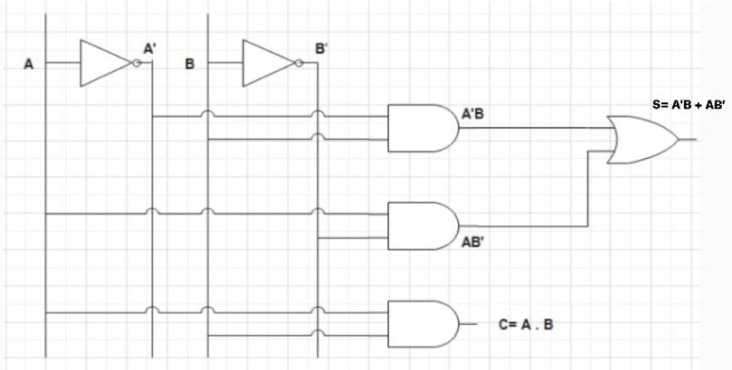 A
A'
B
B'
A'B
S= A'B + AB'
AB'
C= A . B